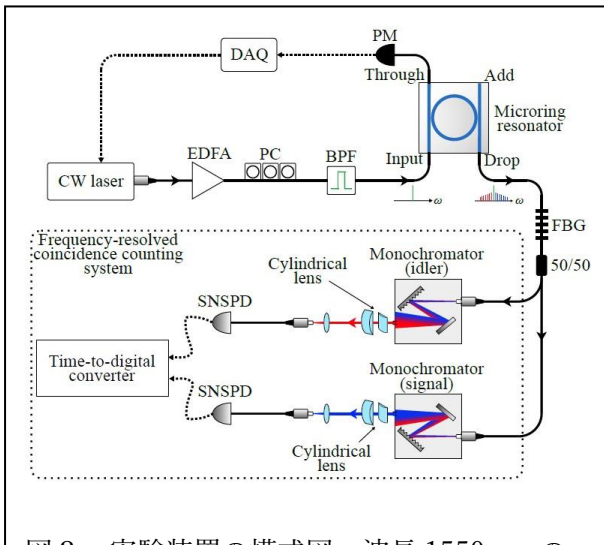 PM
DAQ
Through
Add
Microring
resonator
EDFA
PC
BPF
Input
Drop
CW laser
ω
ω
FBG
Frequency-resolved
coincidence counting
system
Monochromator
(idler)
50/50
Cylindrical
lens
SNSPD
Time-to-digital
converter
Monochromator
(signal)
SNSPD
Cylindrical
lens
図 2 実験装置の模式図 波長 1550 の